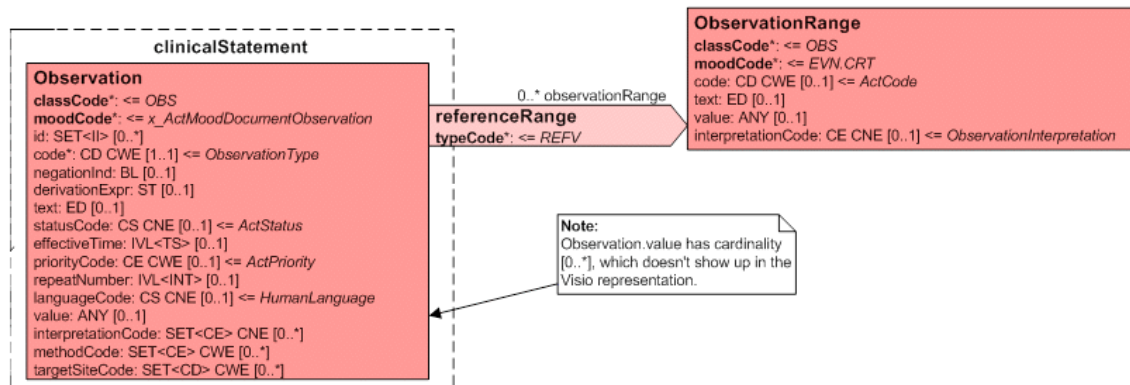 clinicalStatement
Observation
classCode*: <= OBS
moodCode*: <= x_ActMoodDocumentObservation
id: SET<II> [0..*]
code*: CD CWE [1..1] <= ObservationType
negationInd: BL [0..1]
derivationExpr: ST [0..1]
text: ED [0..1]
statusCode: CS CNE [0..1] <= ActStatus
effectiveTime: IVL<TS> [0..1]
priorityCode: CE CWE [0..1] <= ActPriority
repeatNumber: IVL<INT> [0..1]
languageCode: CS CNE [0..1] <= HumanLanguage
value: ANY [0..1]
interpretationCode: SET<CE> CNE [0..*]
methodCode: SET<CE> CWE [0..*]
targetSiteCode: SET<CD> CWE [0..*]
0..* observationRange
referenceRange
typeCode*: <= REFV
ObservationRange
classCode*: <= OBS
moodCode*: <= EVN.CRT
code: CD CWE [0..1] <= ActCode
text: ED [0..1]
value: ANY [0..1]
interpretationCode: CE CNE [0..1] <= ObservationInterpretation
Note:
Observation.value has cardinality
[0..*], which doesn't show up in the
Visio representation.